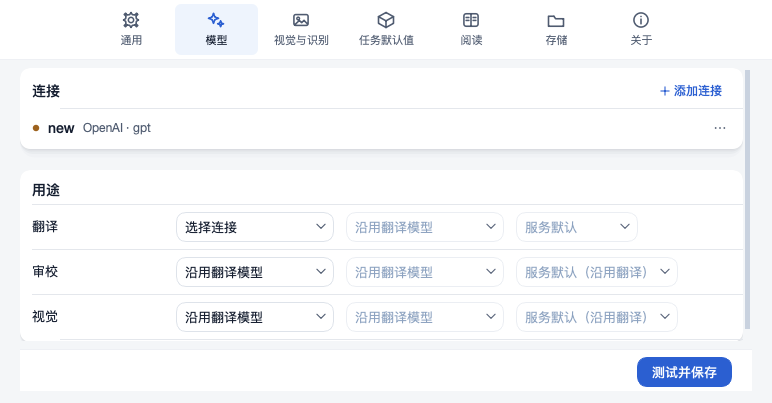 通用 模型 视觉与识别 任务默认值 阅读 存储 关于
连接 + 添加连接
new OpenAI · gpt ···
用途
翻译 选择连接 沿用翻译模型 服务默认
审校 沿用翻译模型 沿用翻译模型 服务默认（沿用翻译）
视觉 沿用翻译模型 沿用翻译模型 服务默认（沿用翻译）
测试并保存